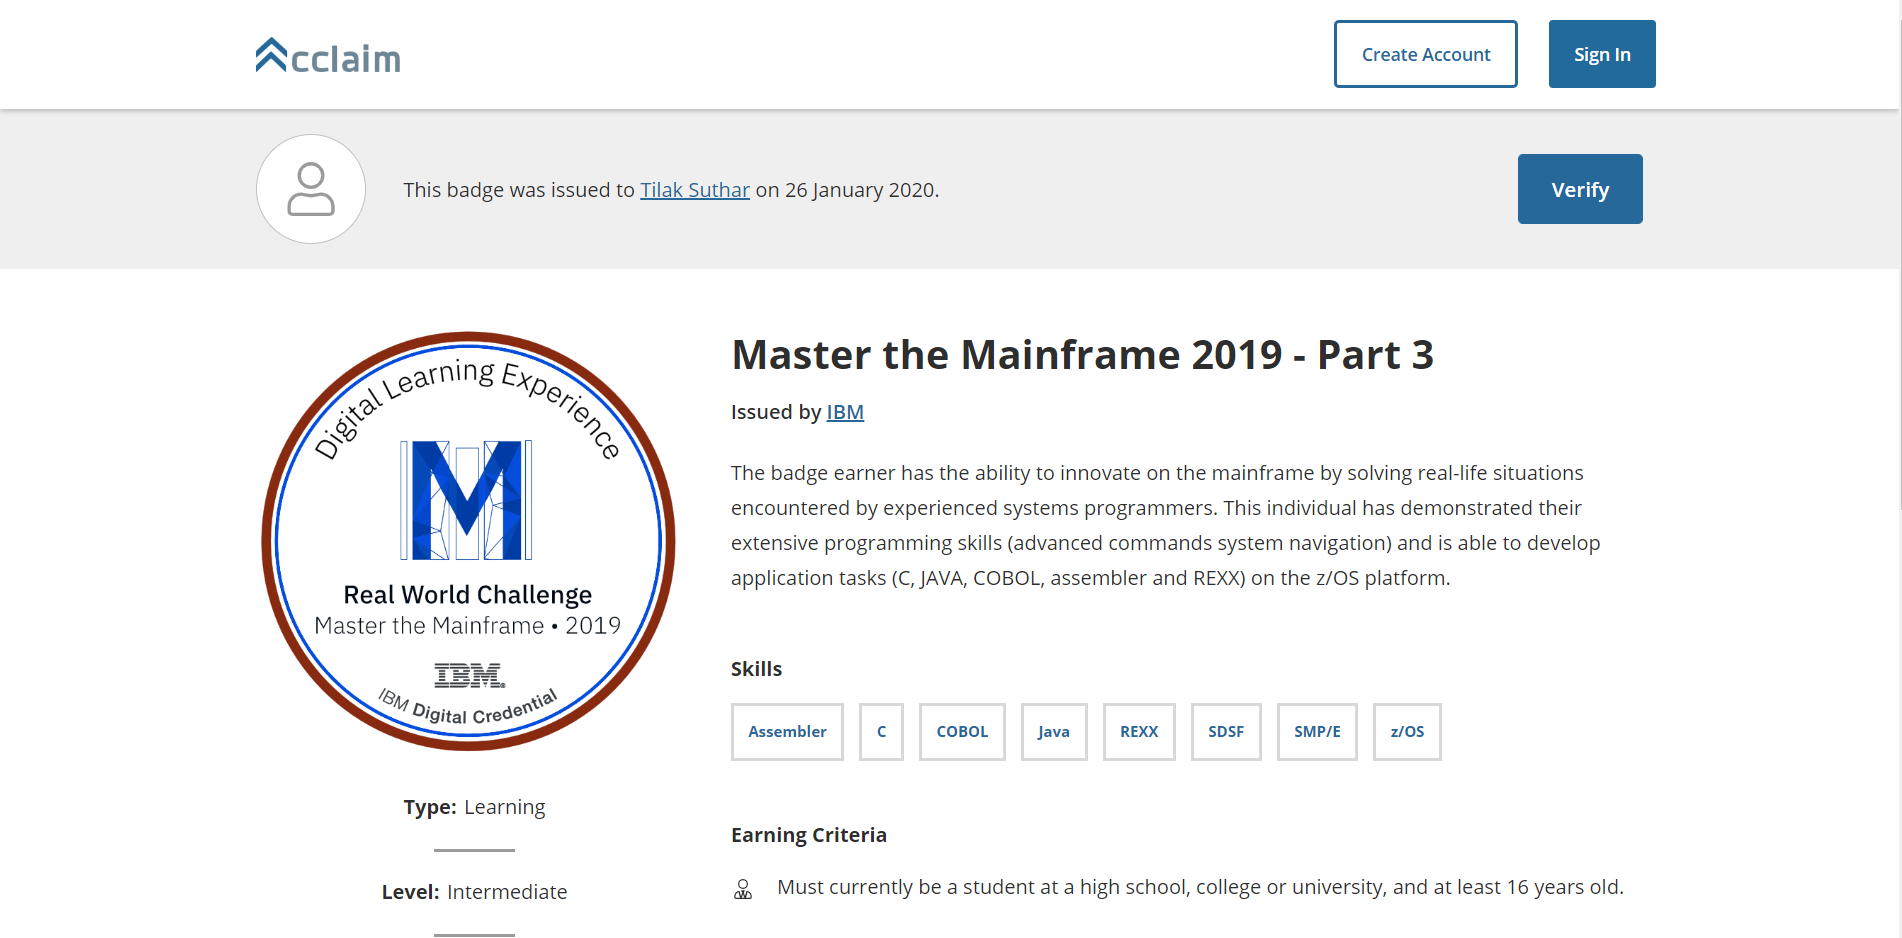 Acclaim
Create Account
Sign In
This badge was issued to Tilak Suthar on 26 January 2020.
Verify
Digital Learning Experience
M
Real World Challenge
Master the Mainframe • 2019
IBM®
IBM Digital Credential
Type: Learning
Level: Intermediate
Master the Mainframe 2019 - Part 3
Issued by IBM
The badge earner has the ability to innovate on the mainframe by solving real-life situations
encountered by experienced systems programmers. This individual has demonstrated their
extensive programming skills (advanced commands system navigation) and is able to develop
application tasks (C, JAVA, COBOL, assembler and REXX) on the z/OS platform.
Skills
Assembler C COBOL Java REXX SDSF SMP/E z/OS
Earning Criteria
Must currently be a student at a high school, college or university, and at least 16 years old.